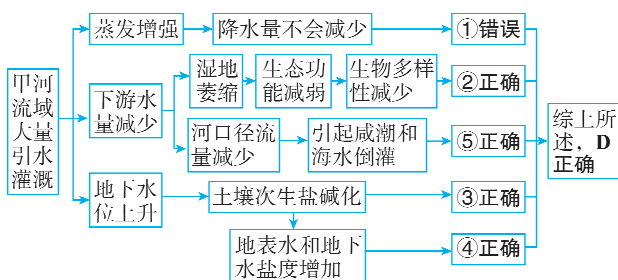 甲河
流域
大量
引水
灌溉
蒸发增强
降水量不会减少
①错误
下游水
量减少
湿地
萎缩
生态功
能减弱
生物多样
性减少
②正确
河口径流
量减少
引起咸潮和
海水倒灌
⑤正确
地下水
位上升
土壤次生盐碱化
③正确
地表水和地下
水盐度增加
④正确
综上所
述，D
正确